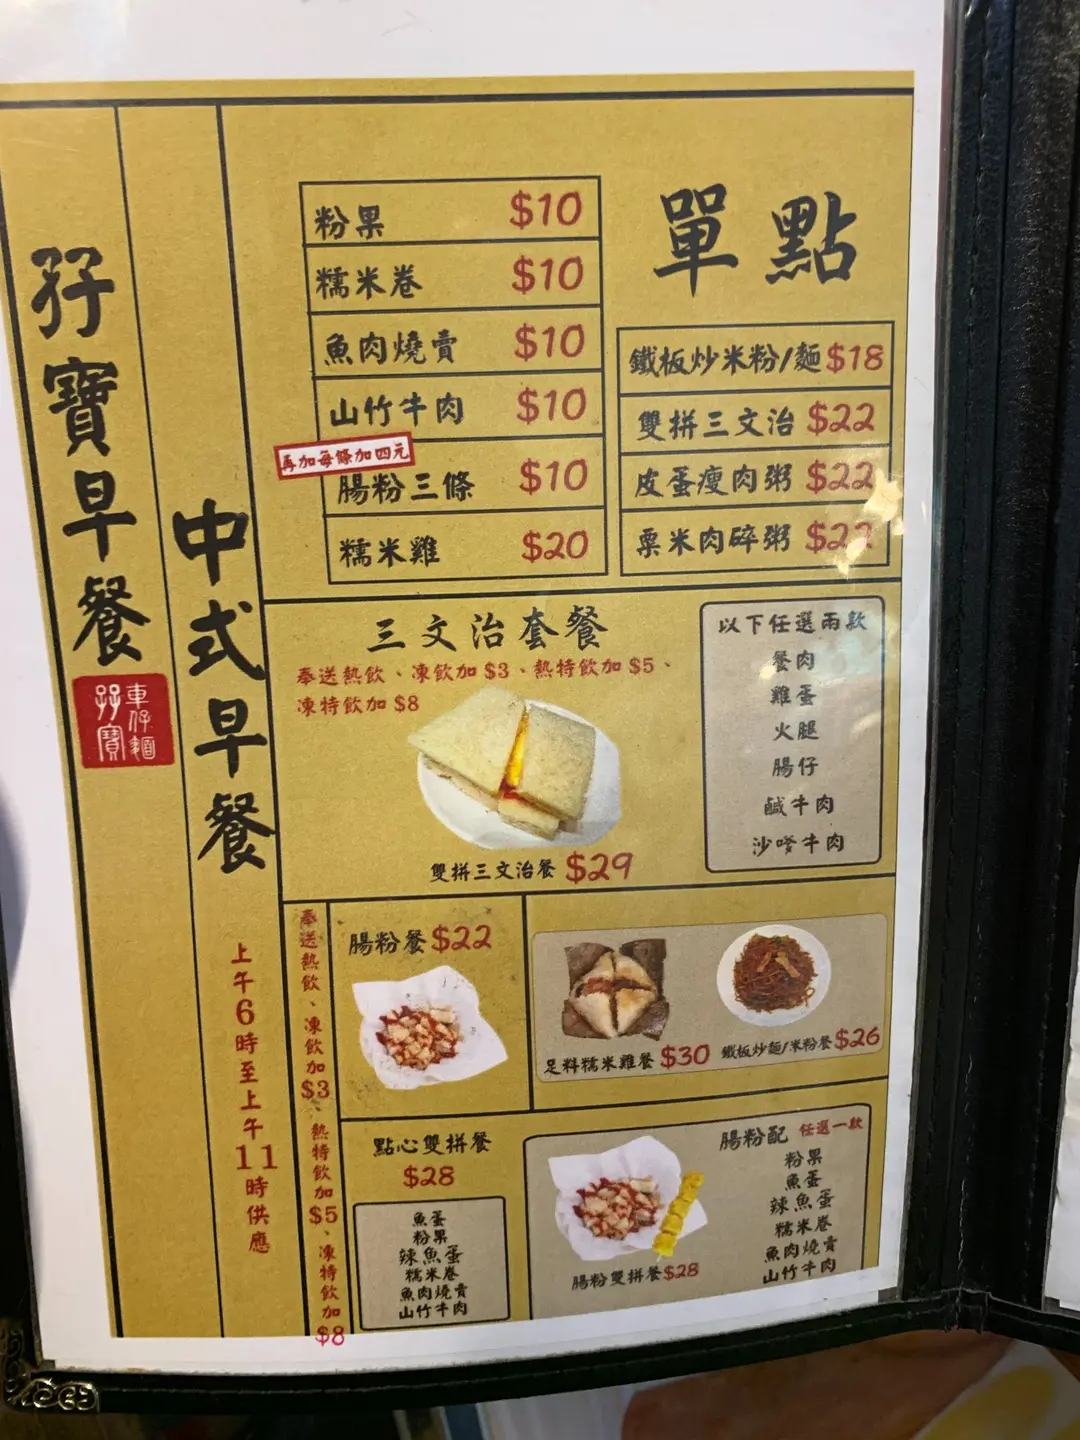 孖寶早餐
車仔麵
孖寶
中式早餐
上午6時至上午11時供應
單點
粉果 $10
糯米卷 $10
魚肉燒賣 $10
山竹牛肉 $10
再加每條加四元
腸粉三條 $10
糯米雞 $20
鐵板炒米粉/麵 $18
雙拼三文治 $22
皮蛋瘦肉粥 $22
粟米肉碎粥 $22
三文治套餐
奉送熱飲、凍飲加 $3、熱特飲加 $5、
凍特飲加 $8
雙拼三文治餐 $29
以下任選兩款
餐肉
雞蛋
火腿
腸仔
鹹牛肉
沙嗲牛肉
奉送熱飲、凍飲加$3、熱特飲加$5、凍特飲加$8
腸粉餐 $22
足料糯米雞餐 $30
鐵板炒麵/米粉餐 $26
點心雙拼餐
$28
魚蛋
粉果
辣魚蛋
糯米卷
魚肉燒賣
山竹牛肉
腸粉雙拼餐 $28
腸粉配 任選一款
粉果
魚蛋
辣魚蛋
糯米卷
魚肉燒賣
山竹牛肉